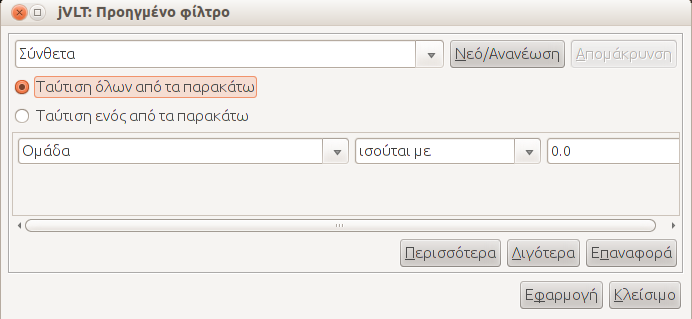 jVLT: Προηγμένο φίλτρο
Σύνθετα Νεό/Ανανέωση Απομάκρυνση
Ταύτιση όλων από τα παρακάτω
Ταύτιση ενός από τα παρακάτω
Ομάδα ισούται με 0.0
Περισσότερα Λιγότερα Επαναφορά
Εφαρμογή Κλείσιμο